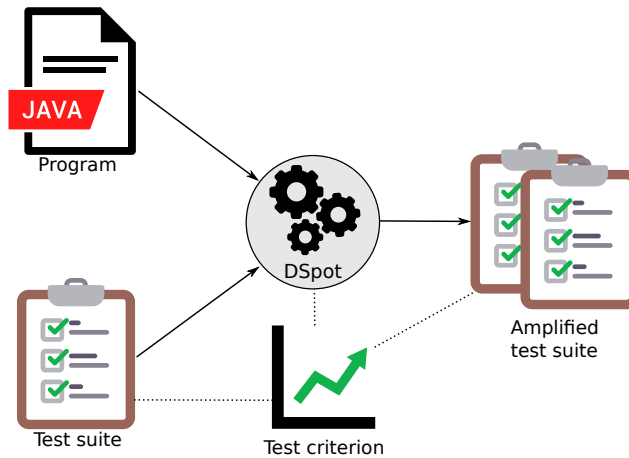 JAVA
Program
DSpot
Amplified
test suite
Test suite
Test criterion